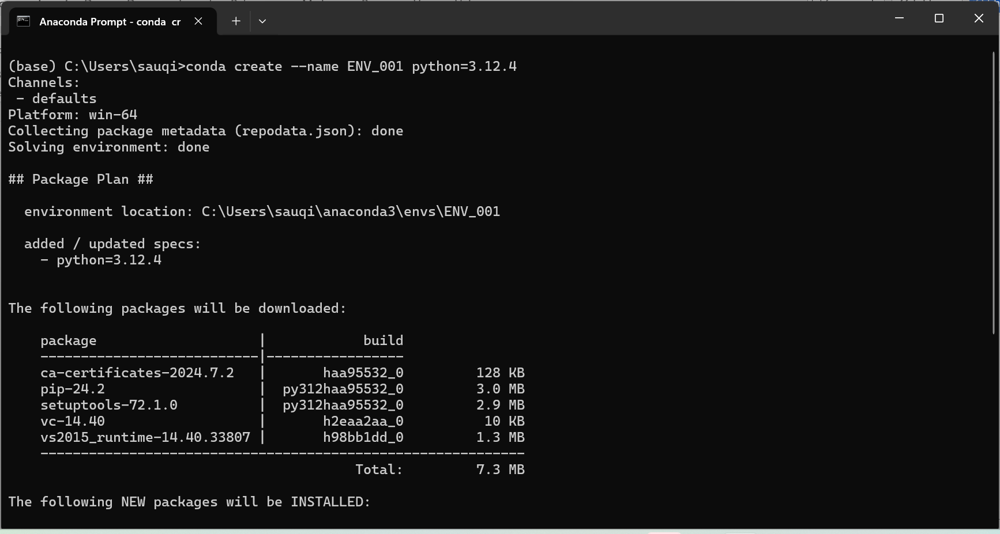 Anaconda Prompt - conda  cr
(base) C:\Users\sauqi>conda create --name ENV_001 python=3.12.4
Channels:
 - defaults
Platform: win-64
Collecting package metadata (repodata.json): done
Solving environment: done
## Package Plan ##
  environment location: C:\Users\sauqi\anaconda3\envs\ENV_001
  added / updated specs:
    - python=3.12.4
The following packages will be downloaded:
    package                    |            build
    ---------------------------|-----------------
    ca-certificates-2024.7.2   |       haa95532_0         128 KB
    pip-24.2                   |  py312haa95532_0         3.0 MB
    setuptools-72.1.0          |  py312haa95532_0         2.9 MB
    vc-14.40                   |       h2eaa2aa_0          10 KB
    vs2015_runtime-14.40.33807 |       h98bb1dd_0         1.3 MB
    ------------------------------------------------------------
                                           Total:         7.3 MB
The following NEW packages will be INSTALLED: